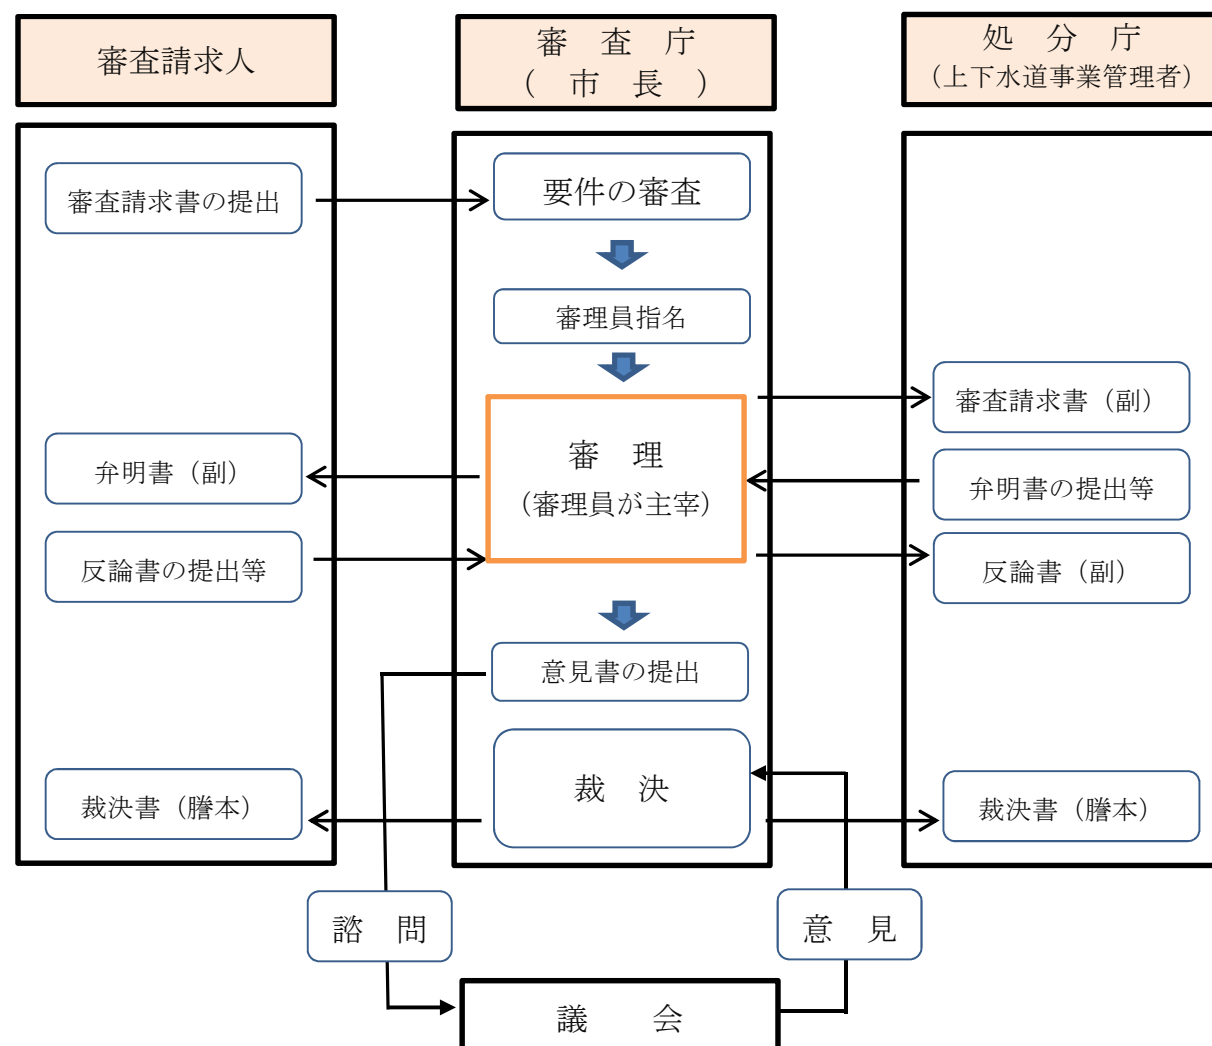 審査請求人
審　査　庁
（　市　長　）
処　分　庁
（上下水道事業管理者）
審査請求書の提出
要件の審査
審理員指名
審査請求書（副）
審　理
（審理員が主宰）
弁明書（副）
弁明書の提出等
反論書の提出等
反論書（副）
意見書の提出
裁　決
裁決書（謄本）
裁決書（謄本）
諮　問
意　見
議　　会